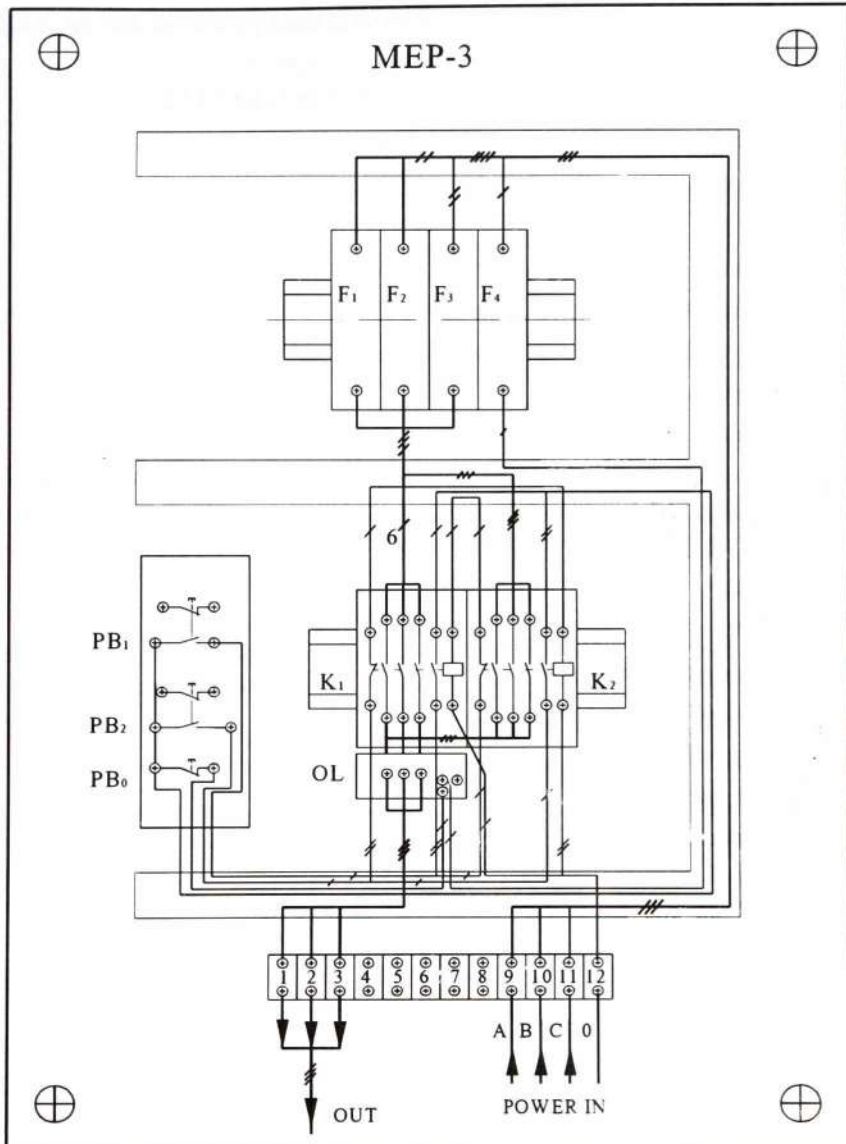 MEP-3
F₁ F₂ F₃ F₄
6
PB₁
K₁ K₂
PB₂
OL
PB₀
1 2 3 4 5 6 7 8 9 10 11 12
A B C 0
OUT POWER IN